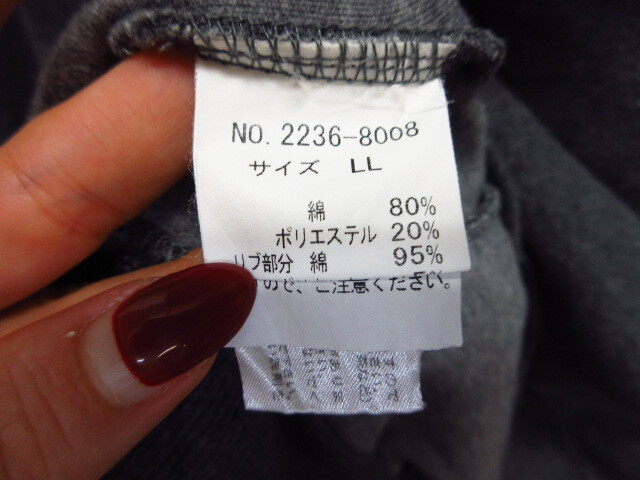 NO. 2236-8008
サイズ LL
綿 80%
ポリエステル 20%
リブ部分 綿 95%
ので、ご注意ください。